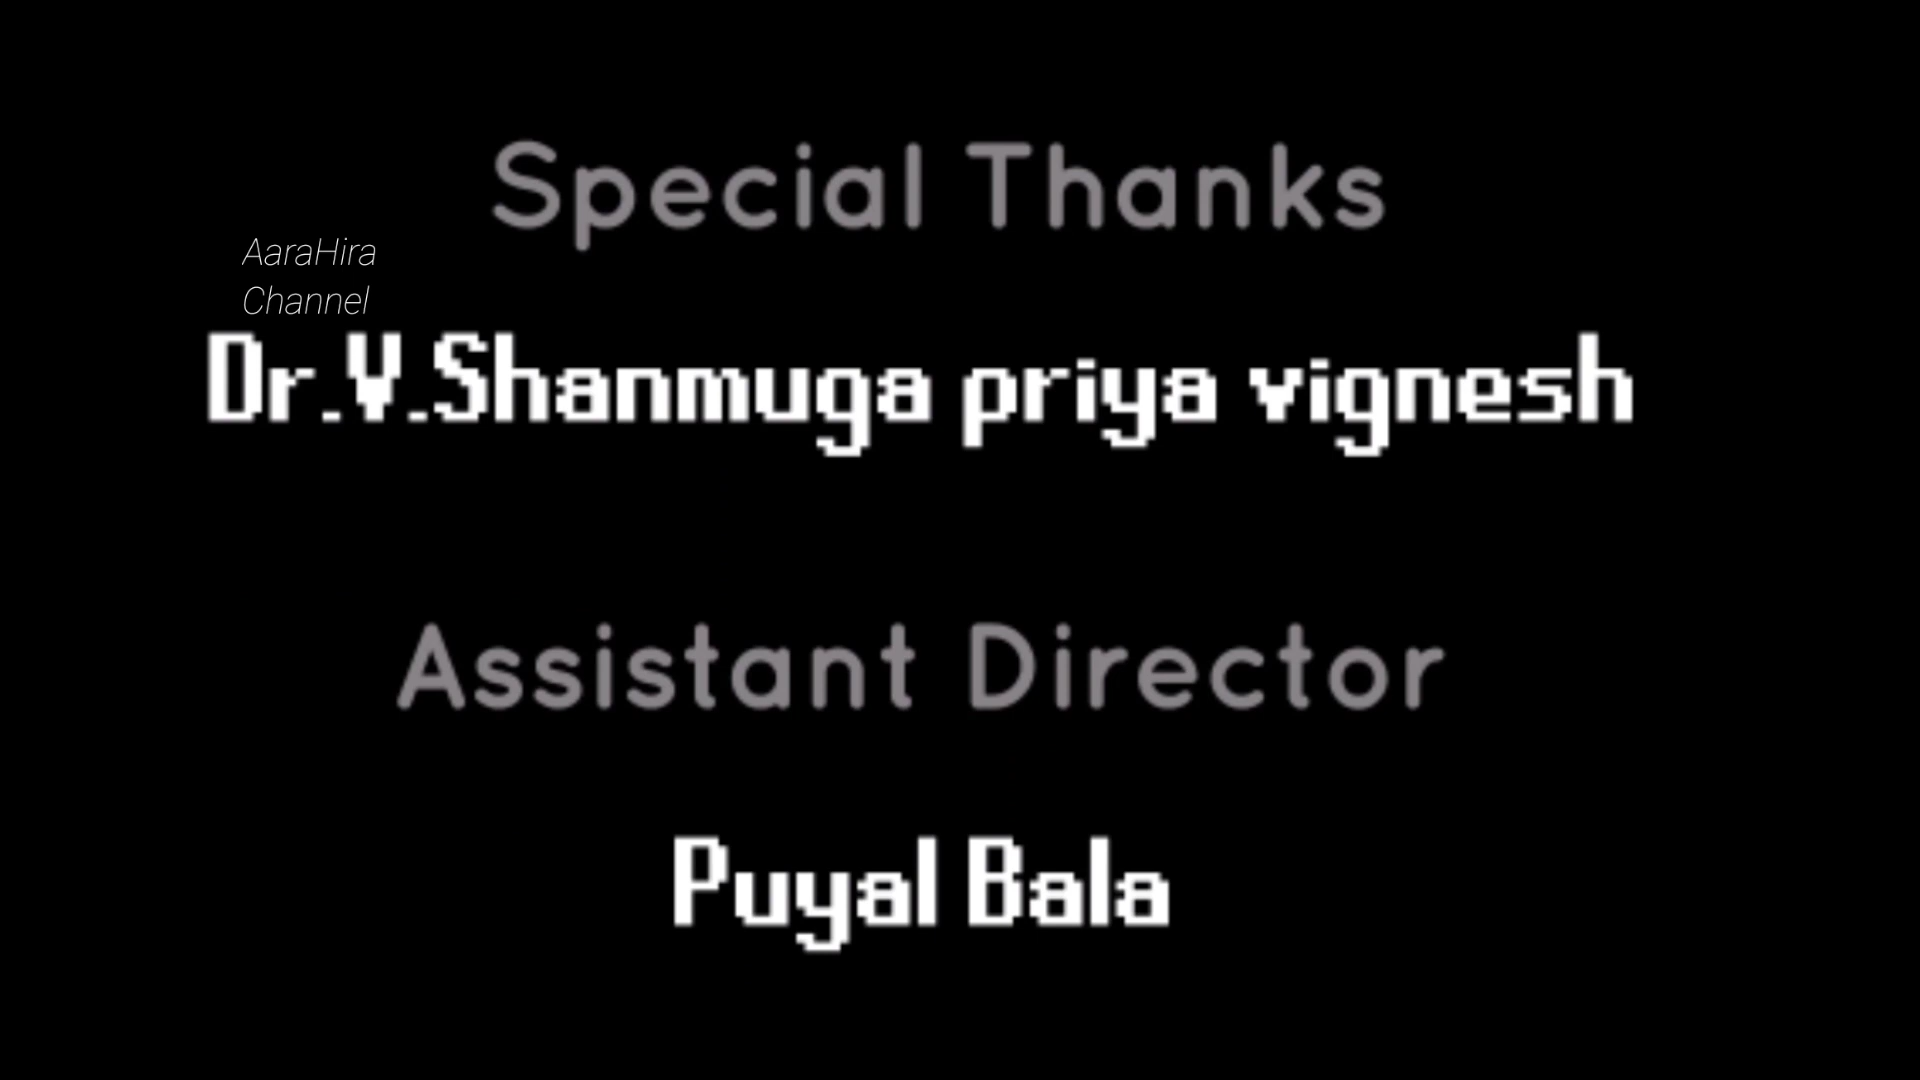 Special Thanks
AaraHira
Channel
Dr.V.Shanmuga priya vignesh
Assistant Director
Puyal Bala